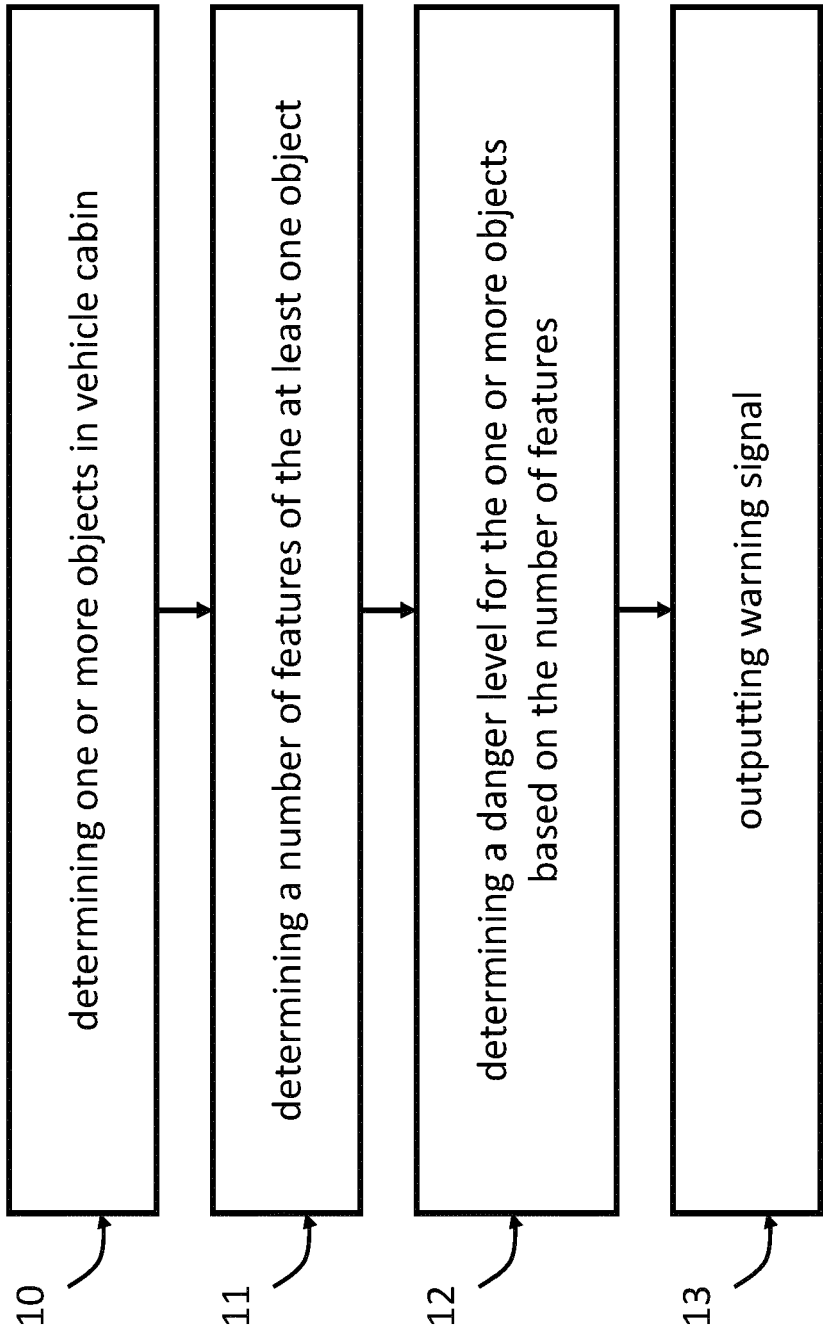 10
determining one or more objects in vehicle cabin
11
determining a number of features of the at least one object
12
determining a danger level for the one or more objects
based on the number of features
13
outputting warning signal